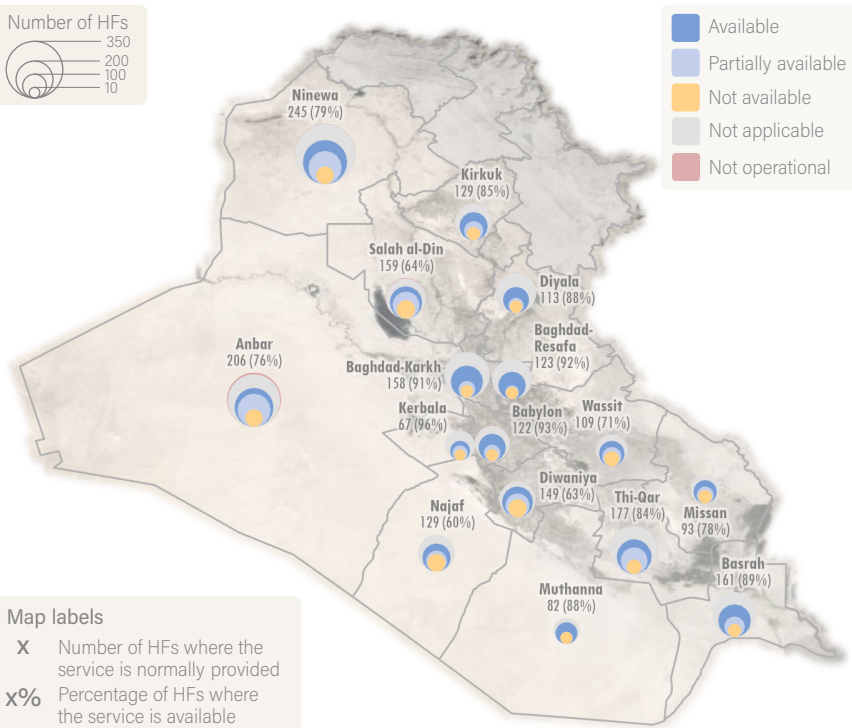 Number of HFs
350
200
100
10
Available
Partially available
Not available
Not applicable
Not operational
Ninewa
245 (79%)
Kirkuk
129 (85%)
Salah al-Din
159 (64%)
Diyala
113 (88%)
Baghdad-
Resafa
123 (92%)
Anbar
206 (76%)
Baghdad-Karkh
158 (91%)
Kerbala
67 (96%)
Babylon
122 (93%)
Wassit
109 (71%)
Diwaniya
149 (63%)
Thi-Qar
177 (84%)
Missan
93 (78%)
Najaf
129 (60%)
Basrah
161 (89%)
Muthanna
82 (88%)
Map labels
X Number of HFs where the
service is normally provided
x% Percentage of HFs where
the service is available